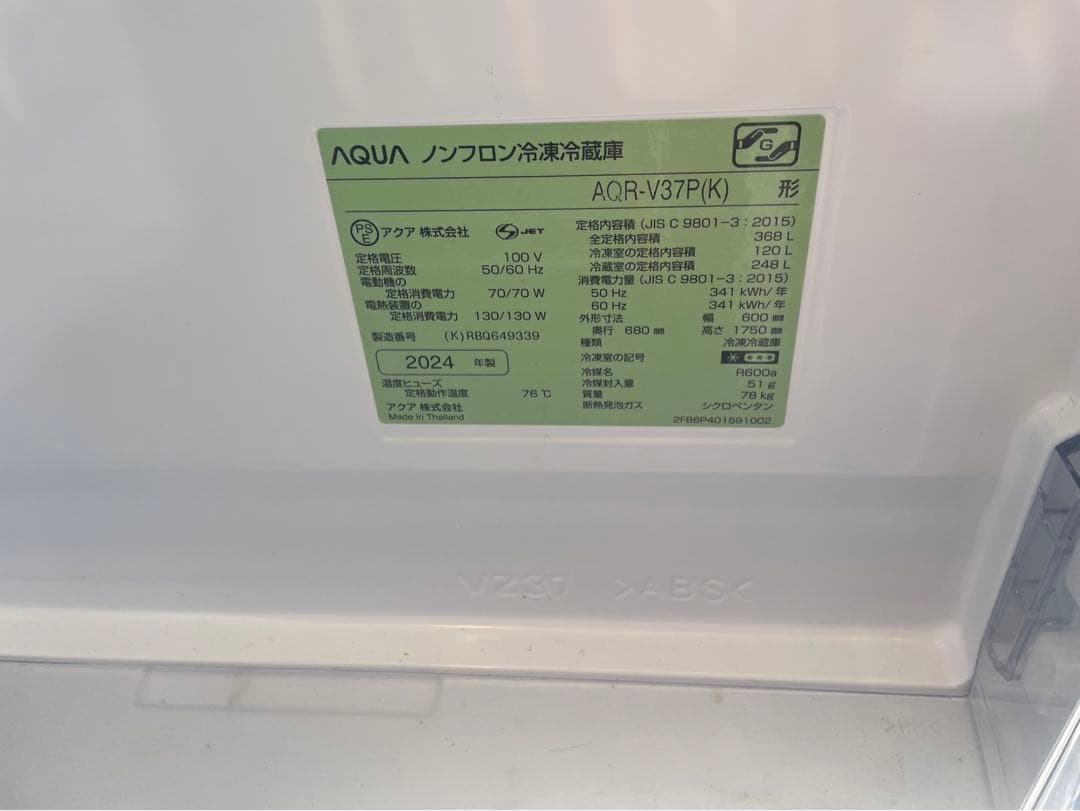 AQUA ノンフロン冷凍冷蔵庫
G
AQR-V37P(K) 形
PSE アクア 株式会社 JET
定格電圧 100 V
定格周波数 50/60 Hz
電動機の
定格消費電力 70/70 W
電熱装置の
定格消費電力 130/130 W
製造番号 (K)RBQ649339
2024 年製
温度ヒューズ
定格動作温度 76℃
アクア 株式会社
Made in Thailand
定格内容積 (JIS C 9801-3:2015)
全定格内容積 368 L
冷凍室の定格内容積 120 L
冷蔵室の定格内容積 248 L
消費電力量 (JIS C 9801-3:2015)
50 Hz 341 kWh/年
60 Hz 341 kWh/年
外形寸法 幅 600 mm
奥行 680 mm 高さ 1750 mm
種類 冷凍冷蔵庫
冷凍室の記号 * ***
冷媒名 R600a
冷媒封入量 51 g
質量 78 kg
断熱発泡ガス シクロペンタン
2FB6P401591002
VZ37 >ABS<